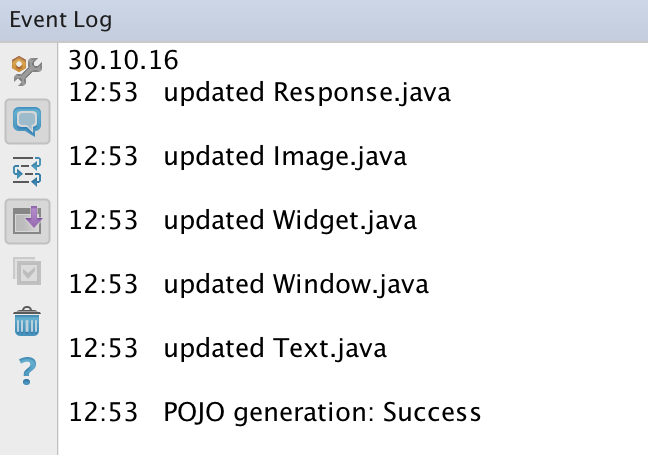 Event Log
30.10.16
12:53 updated Response.java
12:53 updated Image.java
12:53 updated Widget.java
12:53 updated Window.java
12:53 updated Text.java
12:53 POJO generation: Success
?